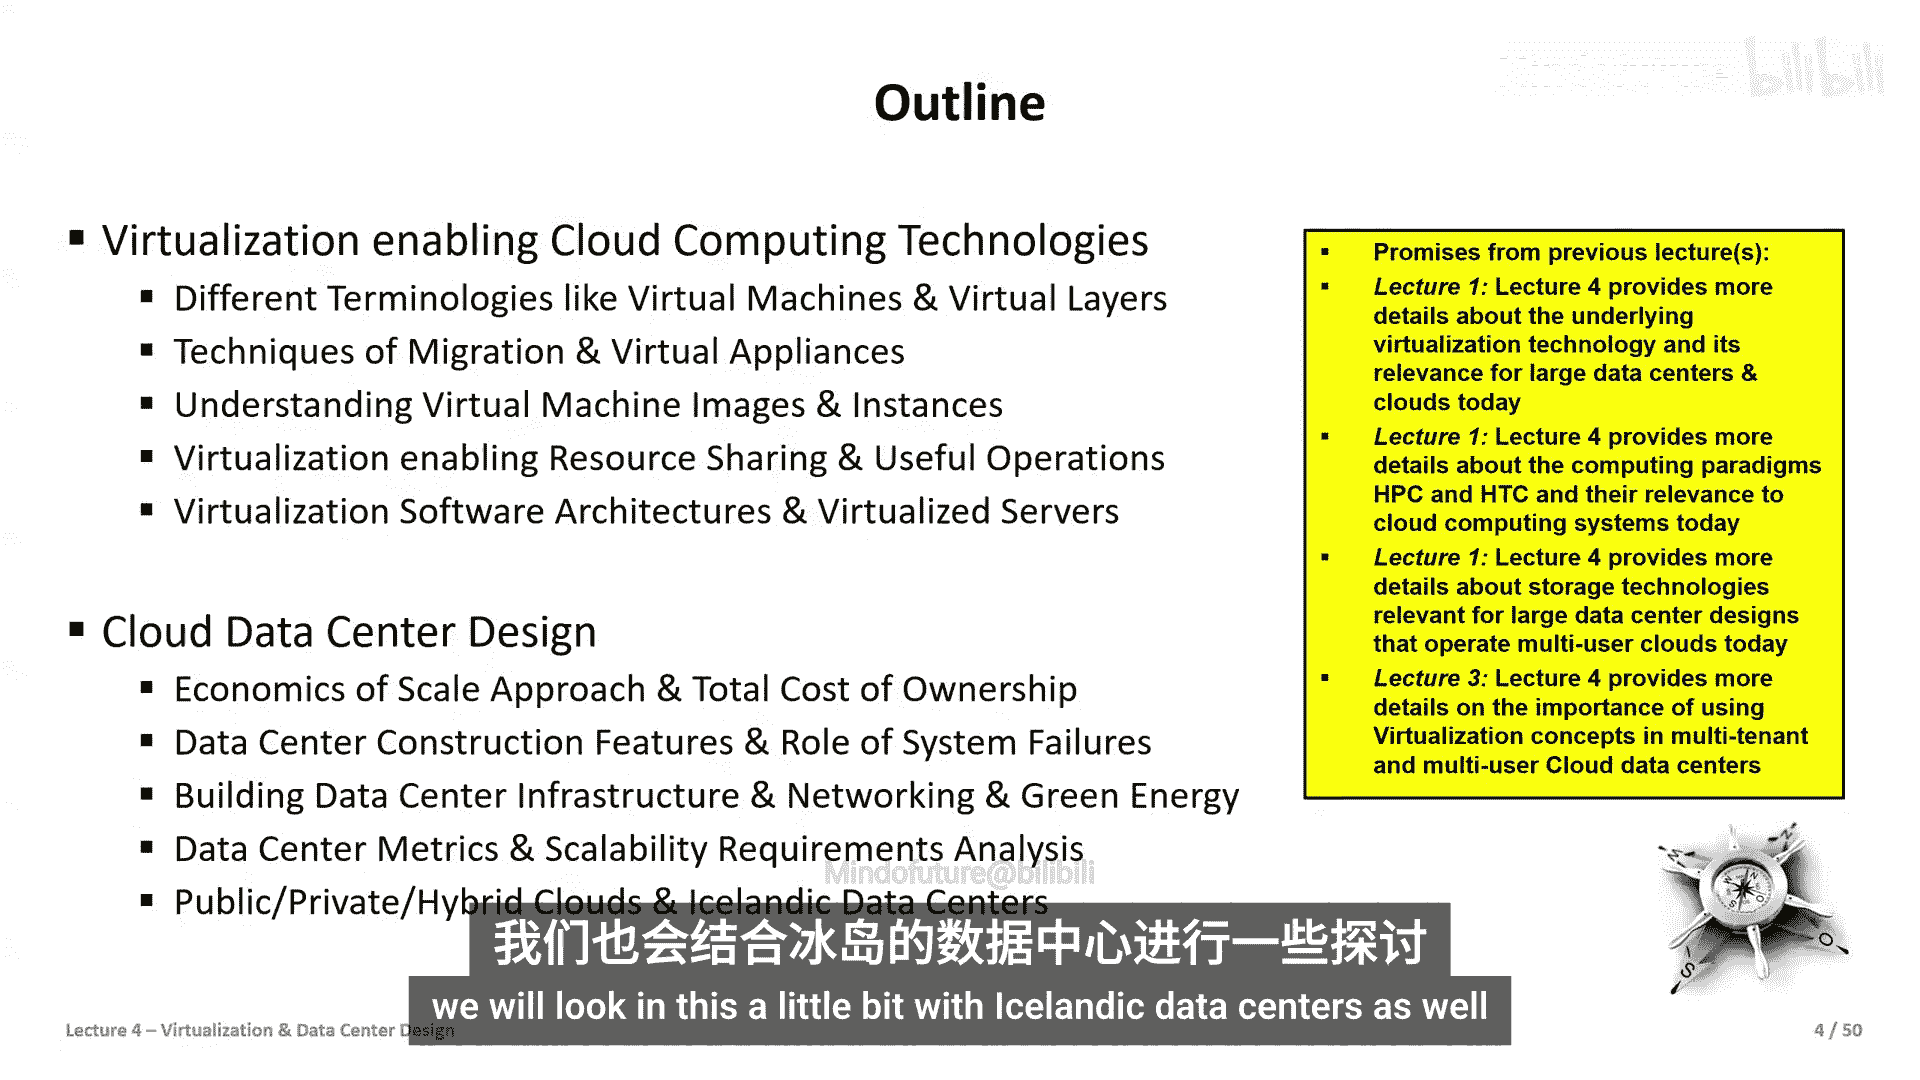 bilibili
Outline
▪ Virtualization enabling Cloud Computing Technologies
▪ Different Terminologies like Virtual Machines & Virtual Layers
▪ Techniques of Migration & Virtual Appliances
▪ Understanding Virtual Machine Images & Instances
▪ Virtualization enabling Resource Sharing & Useful Operations
▪ Virtualization Software Architectures & Virtualized Servers
▪ Cloud Data Center Design
▪ Economics of Scale Approach & Total Cost of Ownership
▪ Data Center Construction Features & Role of System Failures
▪ Building Data Center Infrastructure & Networking & Green Energy
▪ Data Center Metrics & Scalability Requirements Analysis
▪ Public/Private/Hybrid Clouds & Icelandic Data Centers
▪ Promises from previous lecture(s):
▪ Lecture 1: Lecture 4 provides more
details about the underlying
virtualization technology and its
relevance for large data centers &
clouds today
▪ Lecture 1: Lecture 4 provides more
details about the computing paradigms
HPC and HTC and their relevance to
cloud computing systems today
▪ Lecture 1: Lecture 4 provides more
details about storage technologies
relevant for large data center designs
that operate multi-user clouds today
▪ Lecture 3: Lecture 4 provides more
details on the importance of using
Virtualization concepts in multi-tenant
and multi-user Cloud data centers
Mindofuture@bilibili
我们也会结合冰岛的数据中心进行一些探讨
we will look in this a little bit with Icelandic data centers as well
Lecture 4 – Virtualization & Data Center Design
4 / 50